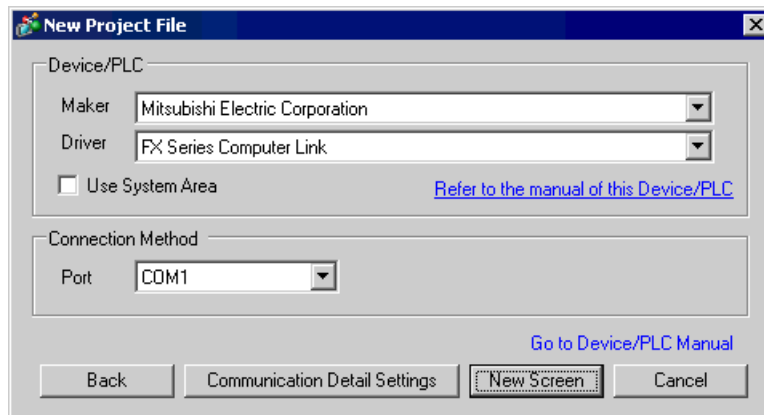 New Project File
Device/PLC
Maker Mitsubishi Electric Corporation
Driver FX Series Computer Link
Use System Area Refer to the manual of this Device/PLC
Connection Method
Port COM1
Go to Device/PLC Manual
Back Communication Detail Settings New Screen Cancel